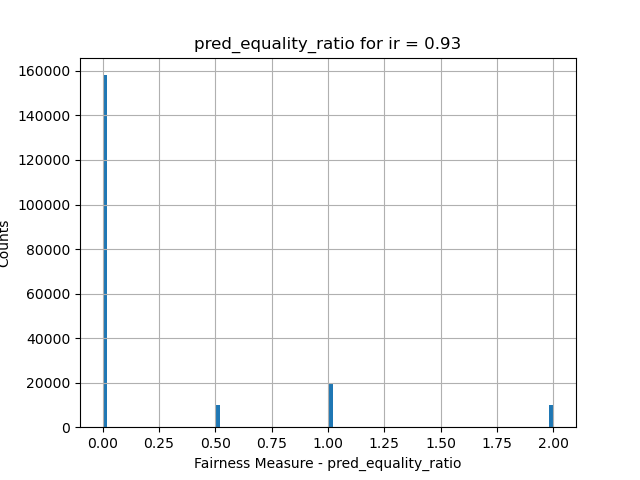 pred_equality_ratio for ir = 0.93
160000
140000
120000
100000
80000
60000
40000
20000
0
Counts
0.00 0.25 0.50 0.75 1.00 1.25 1.50 1.75 2.00
Fairness Measure - pred_equality_ratio